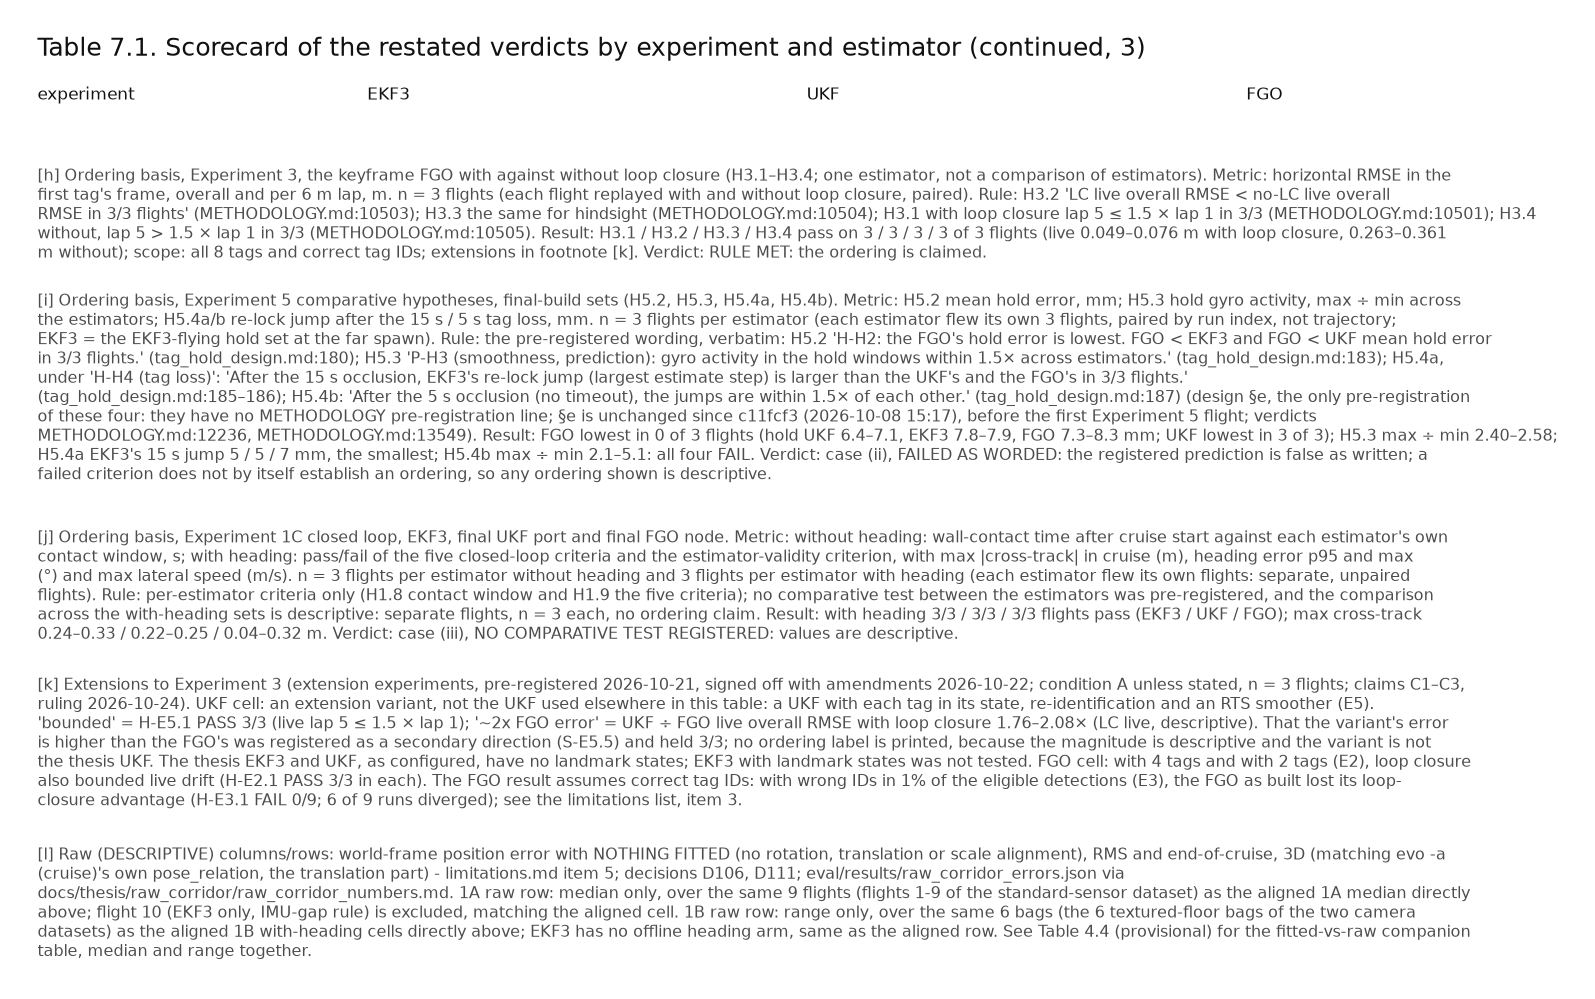 Table 7.1. Scorecard of the restated verdicts by experiment and estimator (continued, 3)
experiment EKF3 UKF FGO
[h] Ordering basis, Experiment 3, the keyframe FGO with against without loop closure (H3.1–H3.4; one estimator, not a comparison of estimators). Metric: horizontal RMSE in the
first tag's frame, overall and per 6 m lap, m. n = 3 flights (each flight replayed with and without loop closure, paired). Rule: H3.2 'LC live overall RMSE < no-LC live overall
RMSE in 3/3 flights' (METHODOLOGY.md:10503); H3.3 the same for hindsight (METHODOLOGY.md:10504); H3.1 with loop closure lap 5 ≤ 1.5 × lap 1 in 3/3 (METHODOLOGY.md:10501); H3.4
without, lap 5 > 1.5 × lap 1 in 3/3 (METHODOLOGY.md:10505). Result: H3.1 / H3.2 / H3.3 / H3.4 pass on 3 / 3 / 3 / 3 of 3 flights (live 0.049–0.076 m with loop closure, 0.263–0.361
m without); scope: all 8 tags and correct tag IDs; extensions in footnote [k]. Verdict: RULE MET: the ordering is claimed.
[i] Ordering basis, Experiment 5 comparative hypotheses, final-build sets (H5.2, H5.3, H5.4a, H5.4b). Metric: H5.2 mean hold error, mm; H5.3 hold gyro activity, max ÷ min across
the estimators; H5.4a/b re-lock jump after the 15 s / 5 s tag loss, mm. n = 3 flights per estimator (each estimator flew its own 3 flights, paired by run index, not trajectory;
EKF3 = the EKF3-flying hold set at the far spawn). Rule: the pre-registered wording, verbatim: H5.2 'H-H2: the FGO's hold error is lowest. FGO < EKF3 and FGO < UKF mean hold error
in 3/3 flights.' (tag_hold_design.md:180); H5.3 'P-H3 (smoothness, prediction): gyro activity in the hold windows within 1.5× across estimators.' (tag_hold_design.md:183); H5.4a,
under 'H-H4 (tag loss)': 'After the 15 s occlusion, EKF3's re-lock jump (largest estimate step) is larger than the UKF's and the FGO's in 3/3 flights.'
(tag_hold_design.md:185–186); H5.4b: 'After the 5 s occlusion (no timeout), the jumps are within 1.5× of each other.' (tag_hold_design.md:187) (design §e, the only pre-registration
of these four: they have no METHODOLOGY pre-registration line; §e is unchanged since c11fcf3 (2026-10-08 15:17), before the first Experiment 5 flight; verdicts
METHODOLOGY.md:12236, METHODOLOGY.md:13549). Result: FGO lowest in 0 of 3 flights (hold UKF 6.4–7.1, EKF3 7.8–7.9, FGO 7.3–8.3 mm; UKF lowest in 3 of 3); H5.3 max ÷ min 2.40–2.58;
H5.4a EKF3's 15 s jump 5 / 5 / 7 mm, the smallest; H5.4b max ÷ min 2.1–5.1: all four FAIL. Verdict: case (ii), FAILED AS WORDED: the registered prediction is false as written; a
failed criterion does not by itself establish an ordering, so any ordering shown is descriptive.
[j] Ordering basis, Experiment 1C closed loop, EKF3, final UKF port and final FGO node. Metric: without heading: wall-contact time after cruise start against each estimator's own
contact window, s; with heading: pass/fail of the five closed-loop criteria and the estimator-validity criterion, with max |cross-track| in cruise (m), heading error p95 and max
(°) and max lateral speed (m/s). n = 3 flights per estimator without heading and 3 flights per estimator with heading (each estimator flew its own flights: separate, unpaired
flights). Rule: per-estimator criteria only (H1.8 contact window and H1.9 the five criteria); no comparative test between the estimators was pre-registered, and the comparison
across the with-heading sets is descriptive: separate flights, n = 3 each, no ordering claim. Result: with heading 3/3 / 3/3 / 3/3 flights pass (EKF3 / UKF / FGO); max cross-track
0.24–0.33 / 0.22–0.25 / 0.04–0.32 m. Verdict: case (iii), NO COMPARATIVE TEST REGISTERED: values are descriptive.
[k] Extensions to Experiment 3 (extension experiments, pre-registered 2026-10-21, signed off with amendments 2026-10-22; condition A unless stated, n = 3 flights; claims C1–C3,
ruling 2026-10-24). UKF cell: an extension variant, not the UKF used elsewhere in this table: a UKF with each tag in its state, re-identification and an RTS smoother (E5).
'bounded' = H-E5.1 PASS 3/3 (live lap 5 ≤ 1.5 × lap 1); '~2x FGO error' = UKF ÷ FGO live overall RMSE with loop closure 1.76–2.08× (LC live, descriptive). That the variant's error
is higher than the FGO's was registered as a secondary direction (S-E5.5) and held 3/3; no ordering label is printed, because the magnitude is descriptive and the variant is not
the thesis UKF. The thesis EKF3 and UKF, as configured, have no landmark states; EKF3 with landmark states was not tested. FGO cell: with 4 tags and with 2 tags (E2), loop closure
also bounded live drift (H-E2.1 PASS 3/3 in each). The FGO result assumes correct tag IDs: with wrong IDs in 1% of the eligible detections (E3), the FGO as built lost its loop-
closure advantage (H-E3.1 FAIL 0/9; 6 of 9 runs diverged); see the limitations list, item 3.
[l] Raw (DESCRIPTIVE) columns/rows: world-frame position error with NOTHING FITTED (no rotation, translation or scale alignment), RMS and end-of-cruise, 3D (matching evo -a
(cruise)'s own pose_relation, the translation part) - limitations.md item 5; decisions D106, D111; eval/results/raw_corridor_errors.json via
docs/thesis/raw_corridor/raw_corridor_numbers.md. 1A raw row: median only, over the same 9 flights (flights 1-9 of the standard-sensor dataset) as the aligned 1A median directly
above; flight 10 (EKF3 only, IMU-gap rule) is excluded, matching the aligned cell. 1B raw row: range only, over the same 6 bags (the 6 textured-floor bags of the two camera
datasets) as the aligned 1B with-heading cells directly above; EKF3 has no offline heading arm, same as the aligned row. See Table 4.4 (provisional) for the fitted-vs-raw companion
table, median and range together.